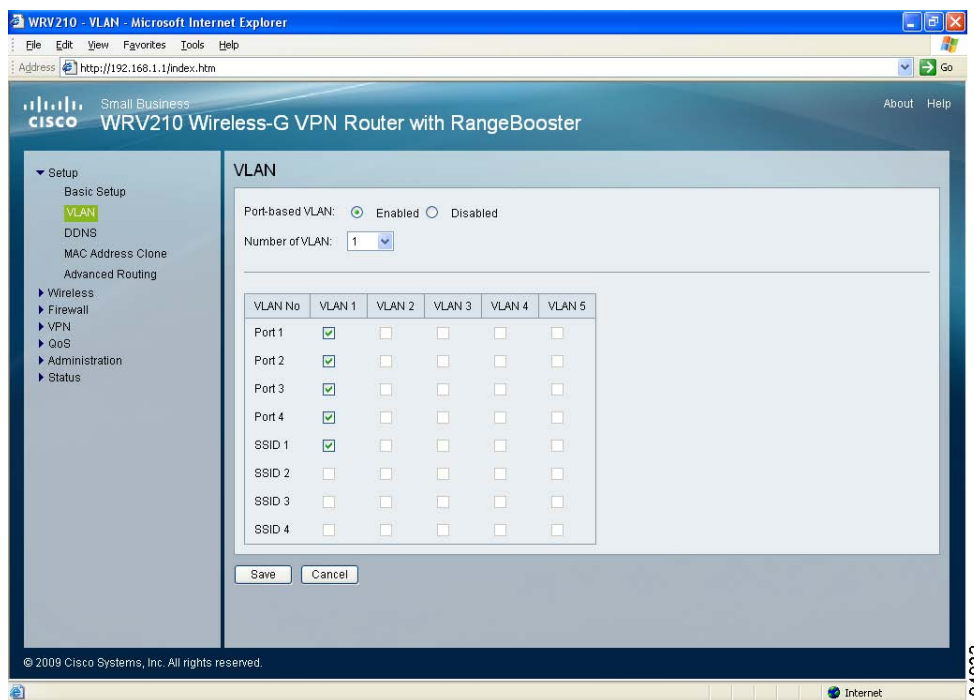 WRV210 - VLAN - Microsoft Internet Explorer
File Edit View Favorites Tools Help
Address http://192.168.1.1/index.htm Go
Small Business
CISCO WRV210 Wireless-G VPN Router with RangeBooster
About Help
Setup
Basic Setup
VLAN
DDNS
MAC Address Clone
Advanced Routing
Wireless
Firewall
VPN
QoS
Administration
Status
VLAN
Port-based VLAN: Enabled Disabled
Number of VLAN: 1
VLAN No VLAN 1 VLAN 2 VLAN 3 VLAN 4 VLAN 5
Port 1
Port 2
Port 3
Port 4
SSID 1
SSID 2
SSID 3
SSID 4
Save Cancel
© 2009 Cisco Systems, Inc. All rights reserved.
Internet